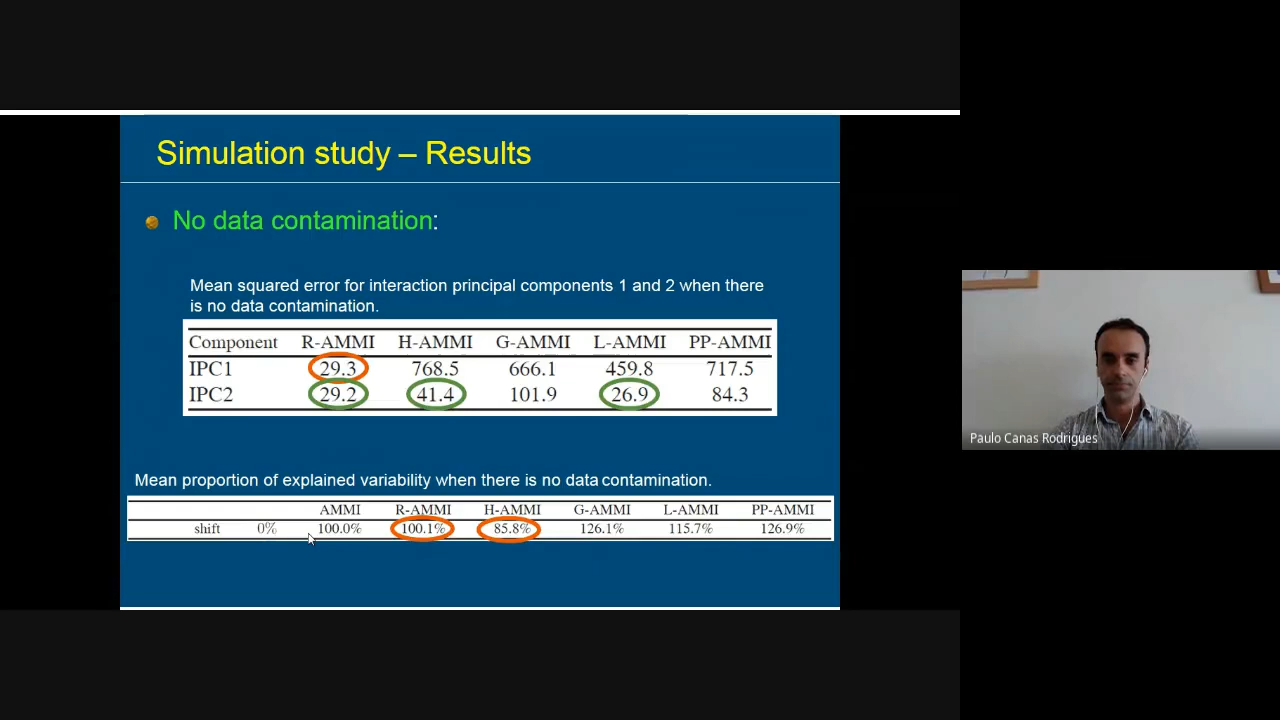 Simulation study – Results
No data contamination:
Mean squared error for interaction principal components 1 and 2 when there
is no data contamination.
Component R-AMMI H-AMMI G-AMMI L-AMMI PP-AMMI
IPC1 29.3 768.5 666.1 459.8 717.5
IPC2 29.2 41.4 101.9 26.9 84.3
Mean proportion of explained variability when there is no data contamination.
AMMI R-AMMI H-AMMI G-AMMI L-AMMI PP-AMMI
shift 0% 100.0% 100.1% 85.8% 126.1% 115.7% 126.9%
Paulo Canas Rodrigues